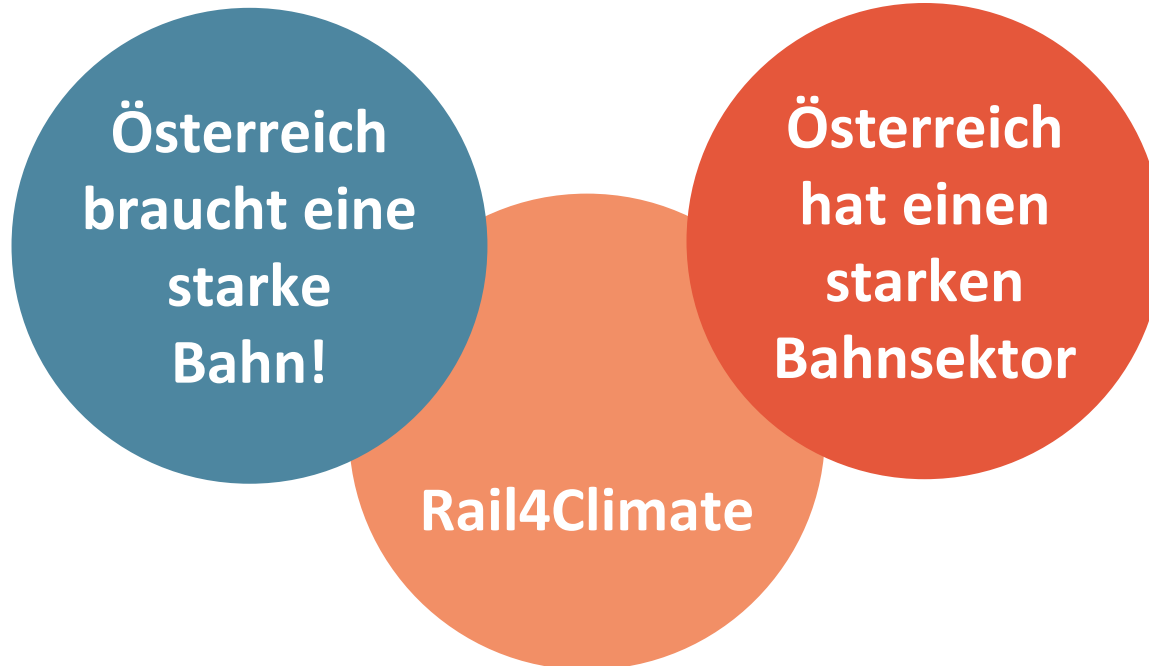 Österreich
braucht eine
starke
Bahn!
Österreich
hat einen
starken
Bahnsektor
Rail4Climate